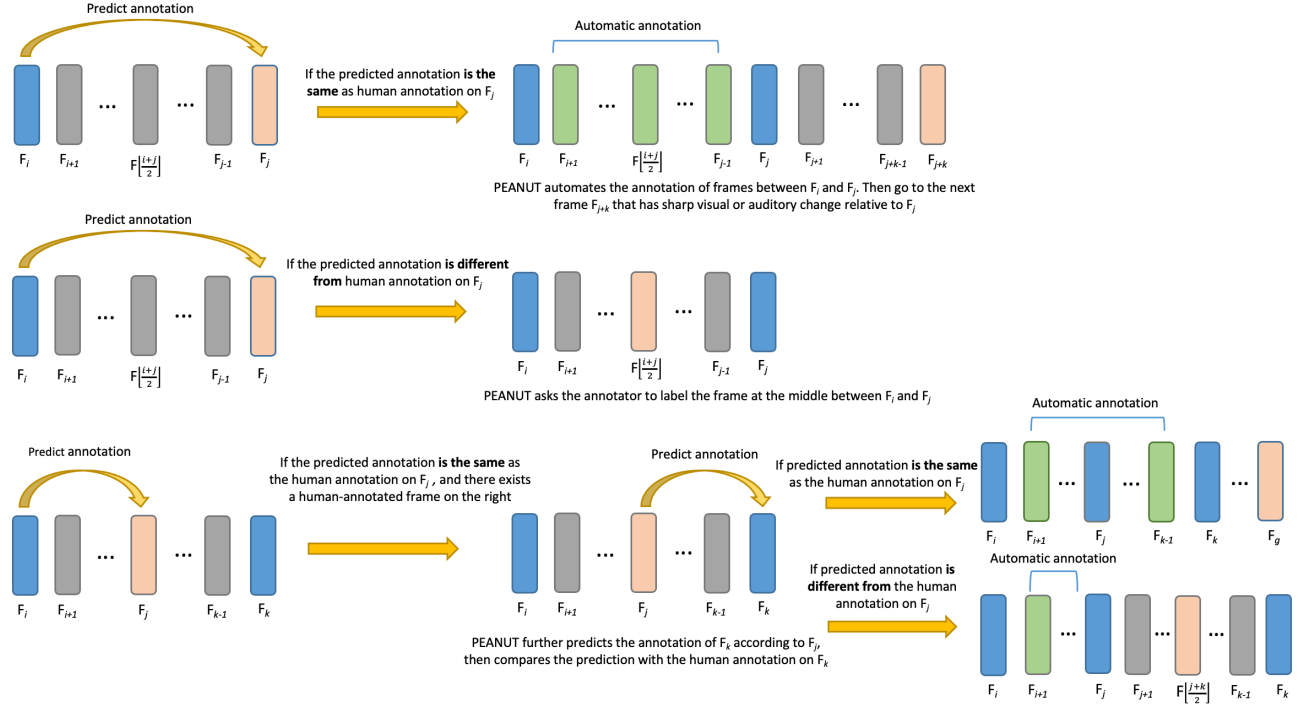 Predict annotation
Automatic annotation
If the predicted annotation is the
same as human annotation on Fj
... ...
... ... ...
Fi Fi+1 F⌊i+j/2⌋ Fj-1 Fj
Fi Fi+1 F⌊i+j/2⌋ Fj-1 Fj Fj+1 Fj+k-1 Fj+k
PEANUT automates the annotation of frames between Fi and Fj. Then go to the next
frame Fj+k that has sharp visual or auditory change relative to Fj
Predict annotation
If the predicted annotation is different
from human annotation on Fj
... ...
... ...
Fi Fi+1 F⌊i+j/2⌋ Fj-1 Fj
Fi Fi+1 F⌊i+j/2⌋ Fj-1 Fj
PEANUT asks the annotator to label the frame at the middle between Fi and Fj
Predict annotation
If the predicted annotation is the same as
the human annotation on Fj , and there exists
a human-annotated frame on the right
... ...
Fi Fi+1 Fj Fk-1 Fk
Predict annotation
... ...
Fi Fi+1 Fj Fk-1 Fk
PEANUT further predicts the annotation of Fk according to Fj,
then compares the prediction with the human annotation on Fk
If predicted annotation is the same
as the human annotation on Fj
Automatic annotation
... ... ...
Fi Fi+1 Fj Fk-1 Fk Fg
If predicted annotation is
different from the human
annotation on Fj
Automatic annotation
... ... ...
Fi Fi+1 Fj Fj+1 F⌊j+k/2⌋ Fk-1 Fk